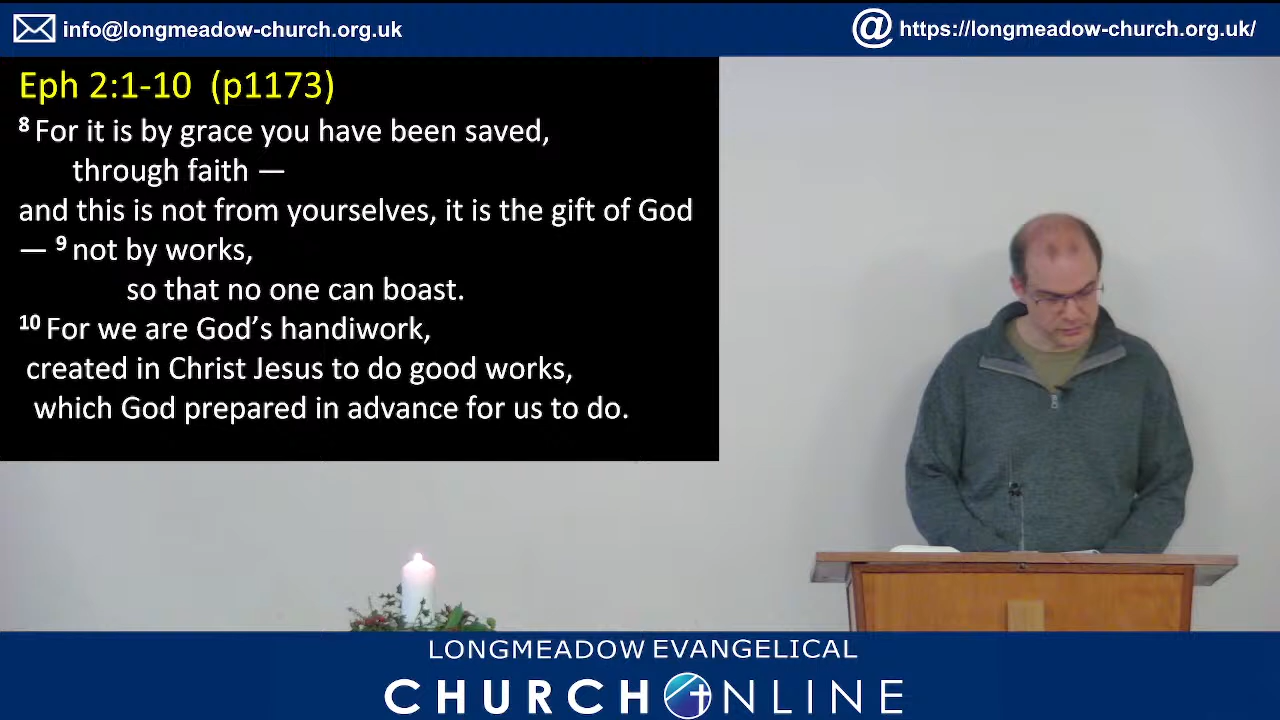 info@longmeadow-church.org.uk
https://longmeadow-church.org.uk/
Eph 2:1-10 (p1173)
8 For it is by grace you have been saved,
through faith —
and this is not from yourselves, it is the gift of God
— 9 not by works,
so that no one can boast.
10 For we are God’s handiwork,
created in Christ Jesus to do good works,
which God prepared in advance for us to do.
LONGMEADOW EVANGELICAL
CHURCH ONLINE